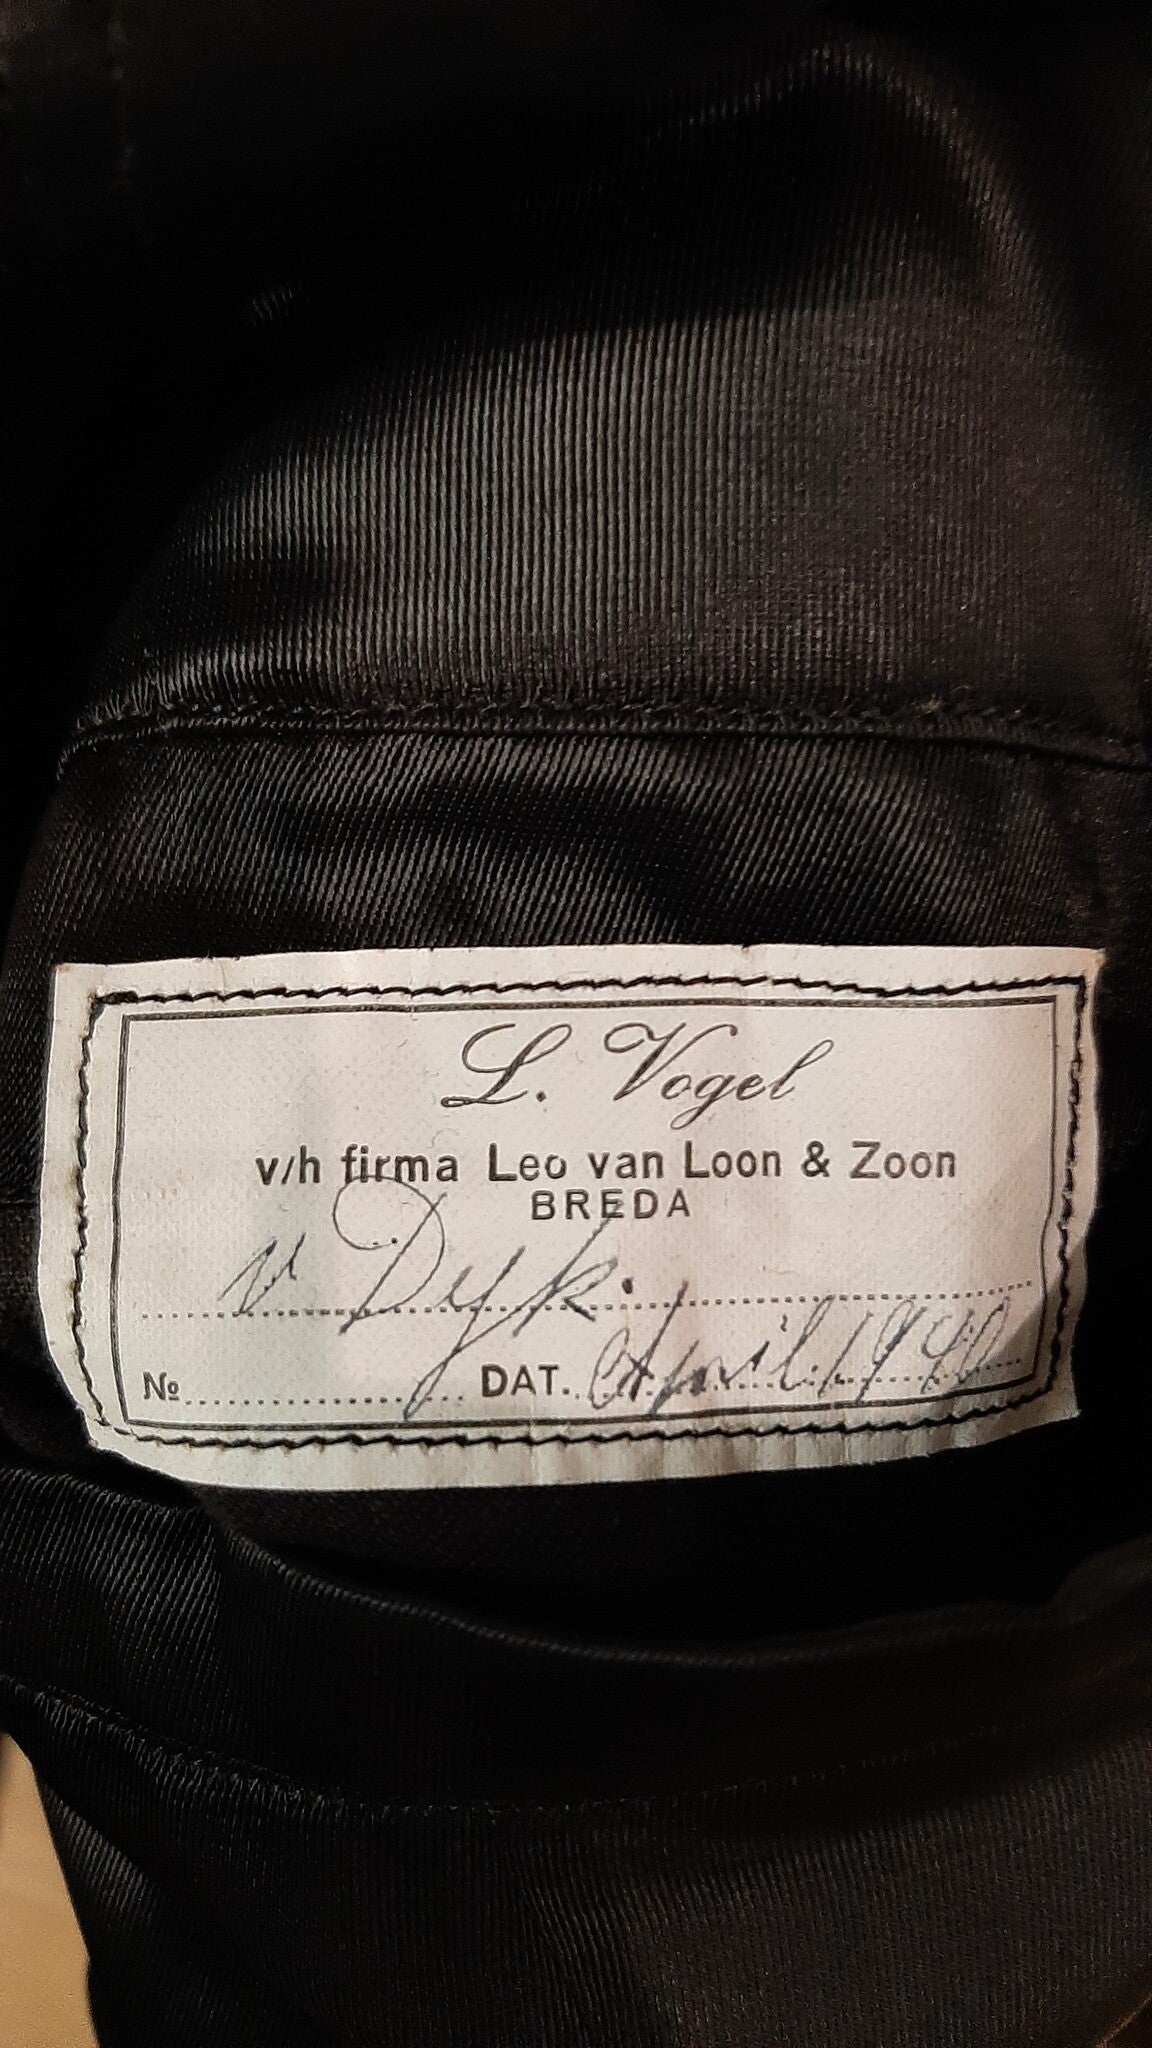 L. Vogel
v/h firma Leo van Loon & Zoon
BREDA
v Dyk.
№ DAT. April 1940